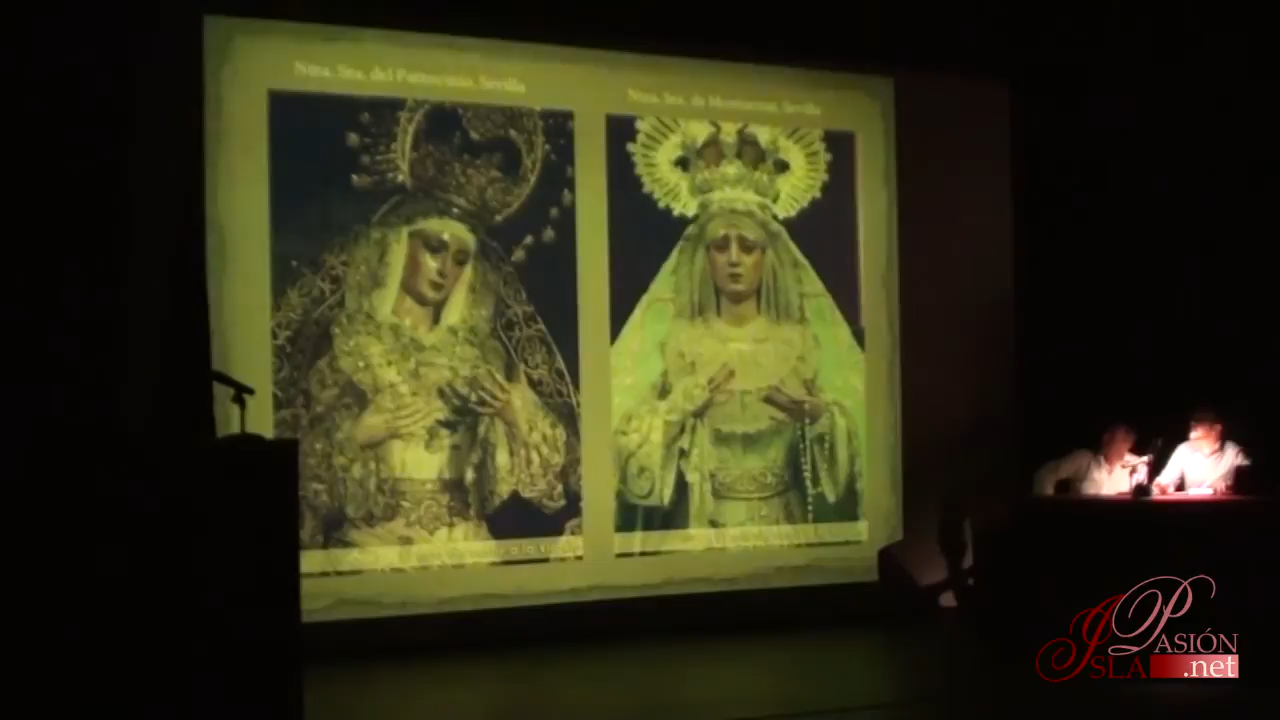 Ntra. Sra. del Patrocinio, Sevilla
Ntra. Sra. de Montserrat, Sevilla
PASIÓN
ISLA .net